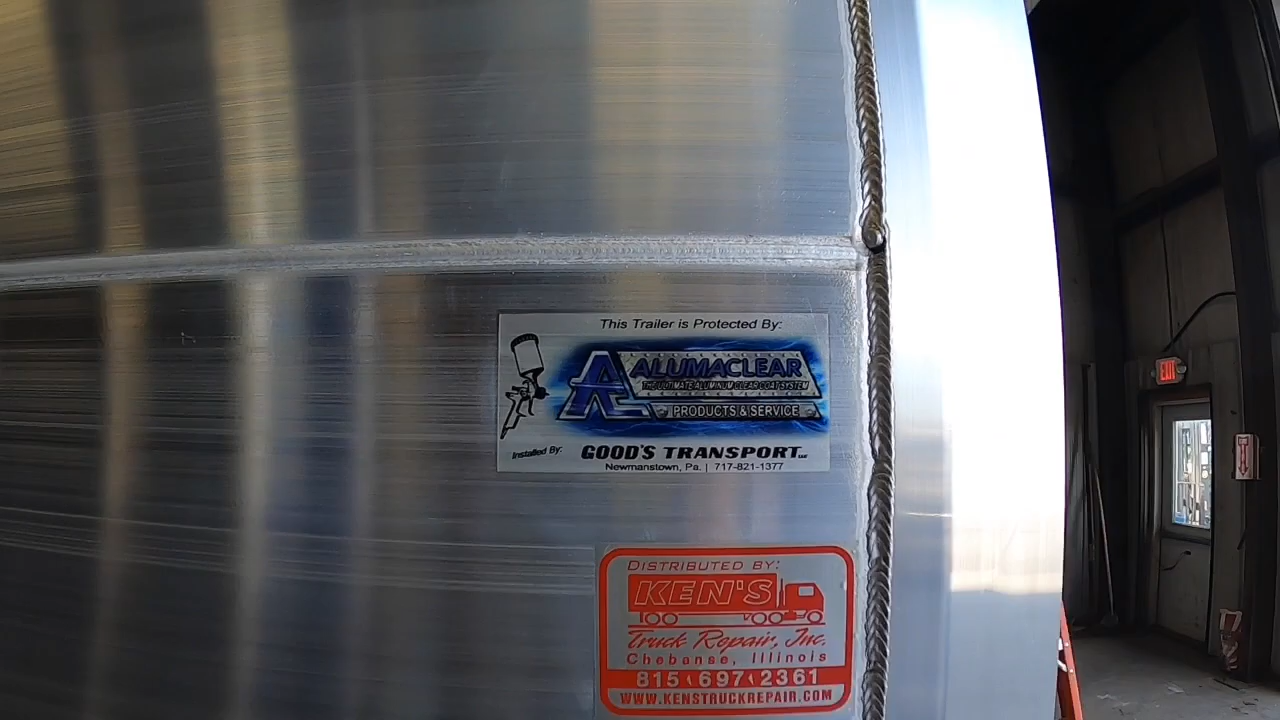 This Trailer is Protected By:
ALUMACLEAR
THE ULTIMATE ALUMINUM CLEAR COAT SYSTEM
PRODUCTS & SERVICE
Installed By: GOOD'S TRANSPORT LLC
Newmanstown, Pa. | 717-821-1377
EXIT
DISTRIBUTED BY:
KEN'S
Truck Repair, Inc.
Chebanse, Illinois
815-697-2361
WWW.KENSTRUCKREPAIR.COM